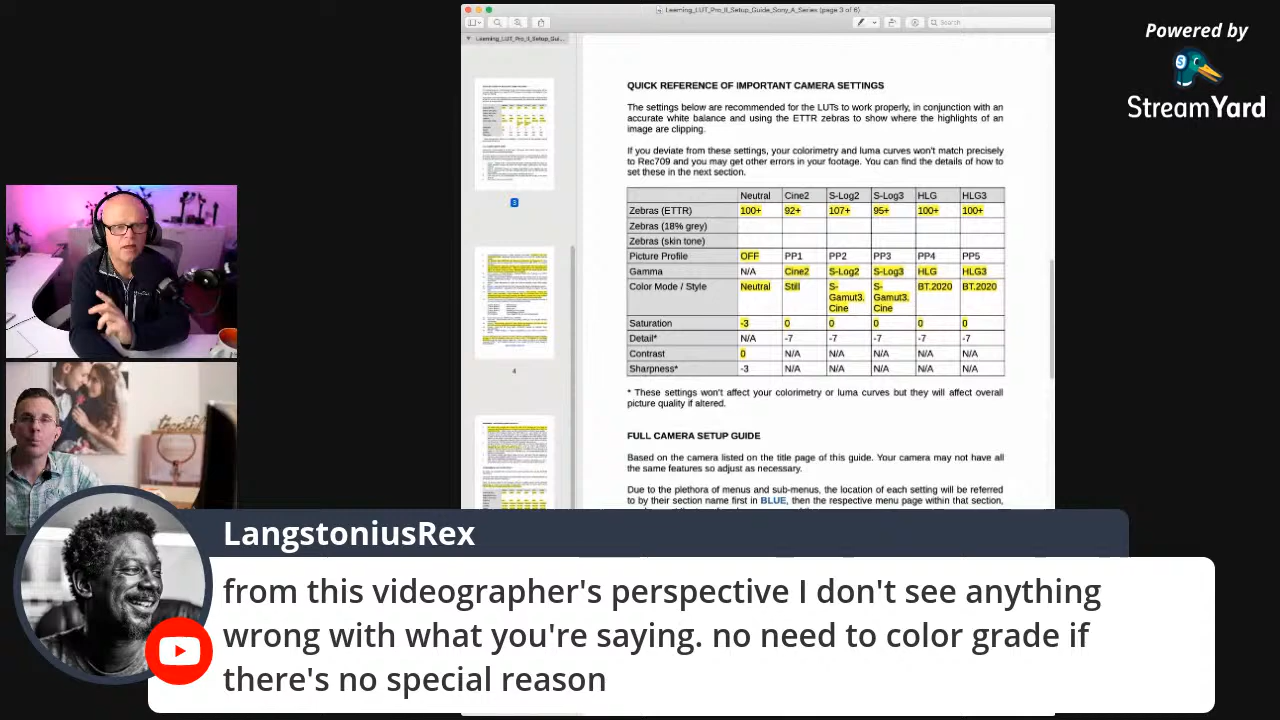 Learning_LUT_Pro_II_Setup_Guide_Sony_A_Series (page 3 of 6)
Search
Learning_LUT_Pro_II_Setup_Gui...
3
4
QUICK REFERENCE OF IMPORTANT CAMERA SETTINGS
The settings below are recommended for the LUTs to work properly, in conjunction with an
accurate white balance and using the ETTR zebras to show where the highlights of an
image are clipping.
If you deviate from these settings, your colorimetry and luma curves won't match precisely
to Rec709 and you may get other errors in your footage. You can find the details of how to
set these in the next section.
Neutral Cine2 S-Log2 S-Log3 HLG HLG3
Zebras (ETTR) 100+ 92+ 107+ 95+ 100+ 100+
Zebras (18% grey)
Zebras (skin tone)
Picture Profile OFF PP1 PP2 PP3 PP4 PP5
Gamma N/A Cine2 S-Log2 S-Log3 HLG HLG3
Color Mode / Style Neutral Still S- S- BT.2020 BT.2020
Gamut3. Gamut3.
Cine Cine
Saturation -3 0 0 0 0
Detail* N/A -7 -7 -7 -7 -7
Contrast 0 N/A N/A N/A N/A N/A
Sharpness* -3 N/A N/A N/A N/A N/A
* These settings won't affect your colorimetry or luma curves but they will affect overall
picture quality if altered.
FULL CAMERA SETUP GUIDE
Based on the camera listed on the title page of this guide. Your camera may not have all
the same features so adjust as necessary.
Due to the plethora of menus and sub-menus, the location of each setting will be referred
to by their section name first in BLUE, then the respective menu page within that section,
Powered by
StreamYard
LangstoniusRex
from this videographer's perspective I don't see anything
wrong with what you're saying. no need to color grade if
there's no special reason